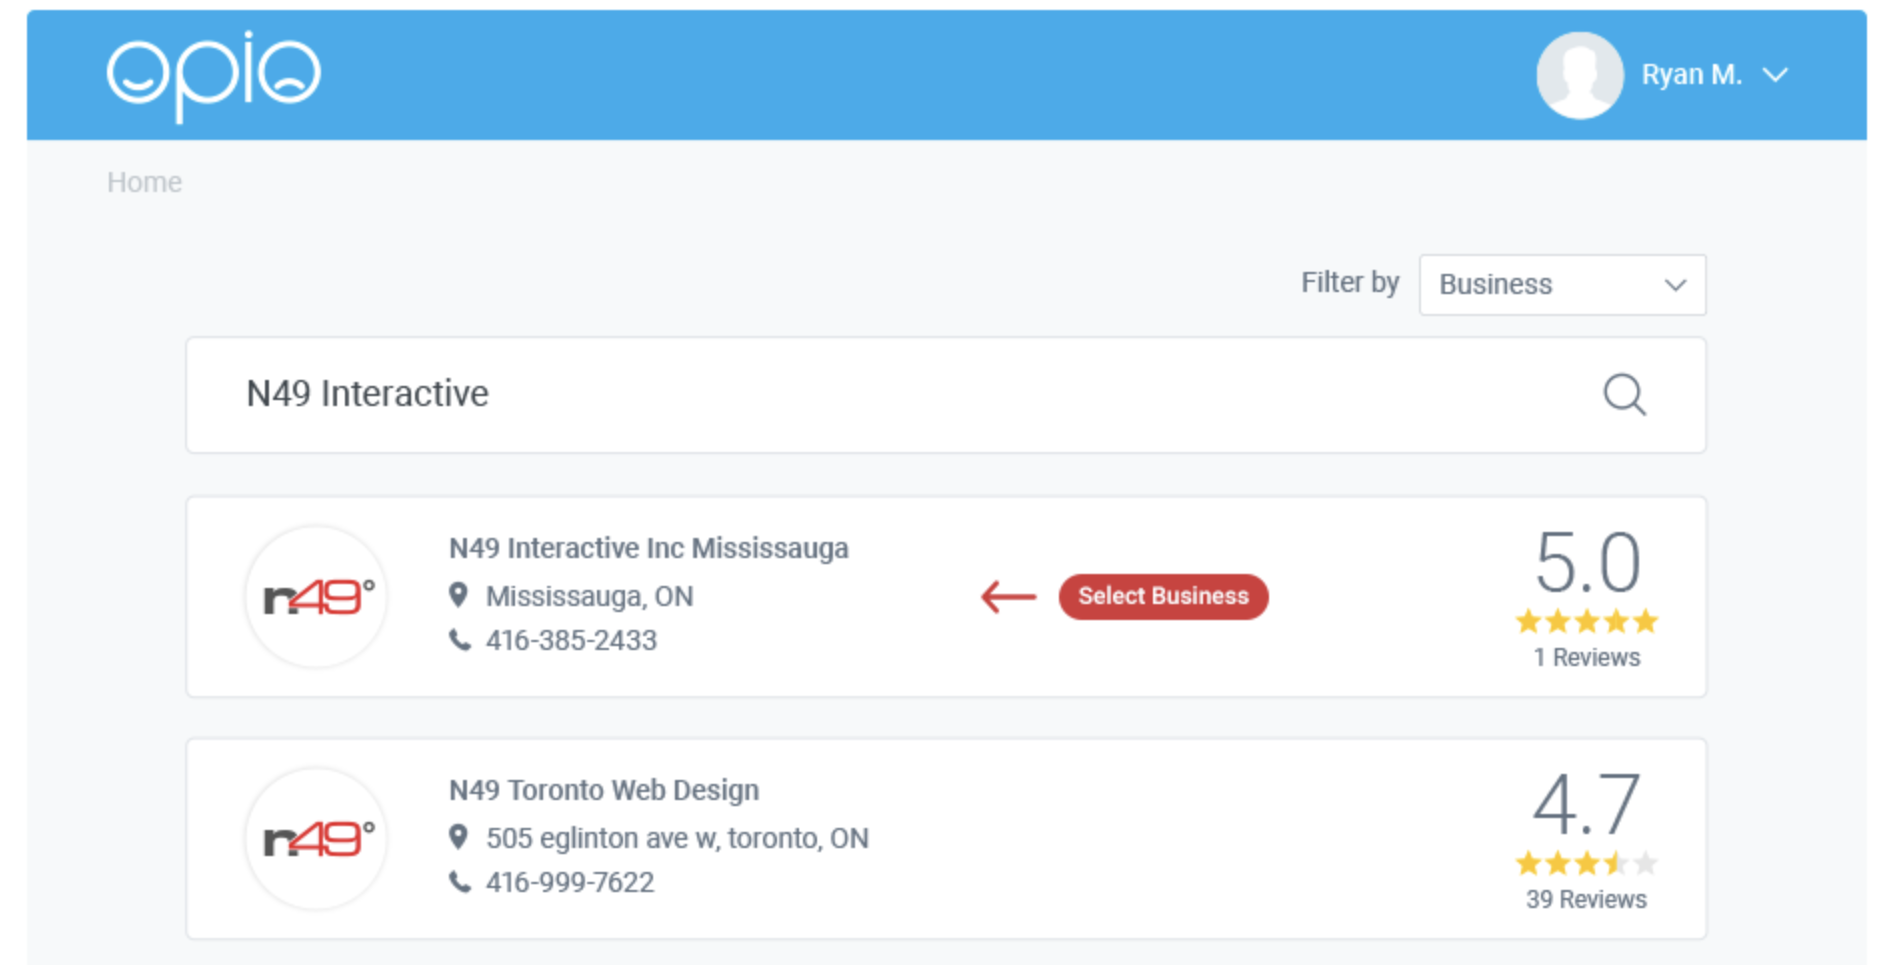 opio
Ryan M.
Home
Filter by
Business
N49 Interactive
n49°
N49 Interactive Inc Mississauga
Mississauga, ON
416-385-2433
Select Business
5.0
1 Reviews
n49°
N49 Toronto Web Design
505 eglinton ave w, toronto, ON
416-999-7622
4.7
39 Reviews